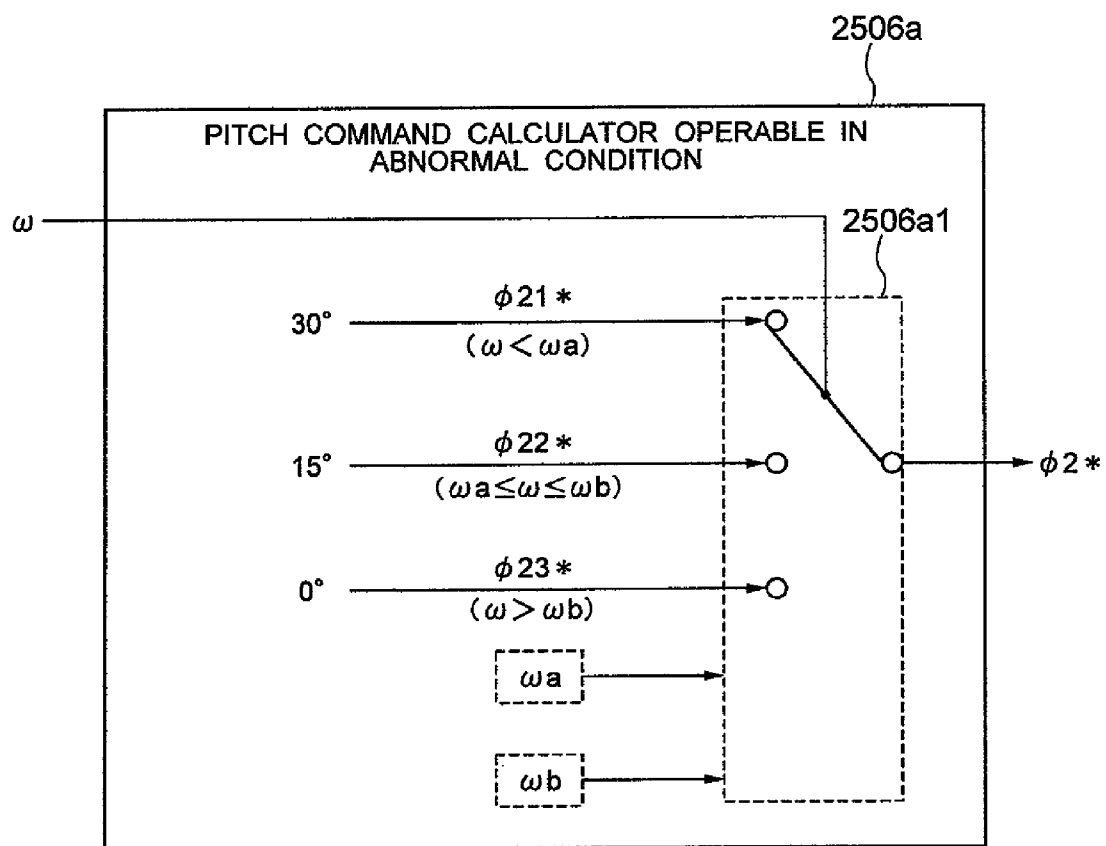 2506a
PITCH COMMAND CALCULATOR OPERABLE IN
ABNORMAL CONDITION
ω
2506a1
30°
φ21*
(ω<ωa)
15°
φ22*
(ωa≤ω≤ωb)
φ2*
0°
φ23*
(ω>ωb)
ωa
ωb